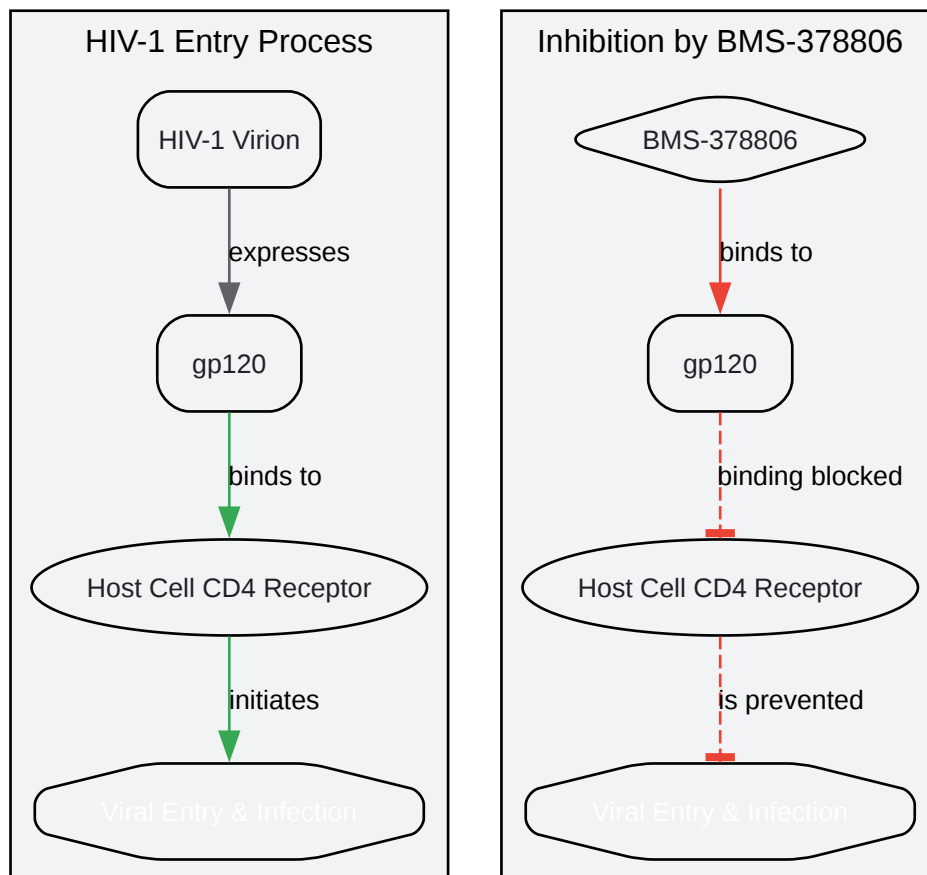 HIV-1 Entry Process
HIV-1 Virion
expresses
gp120
binds to
Host Cell CD4 Receptor
initiates
Viral Entry & Infection
Inhibition by BMS-378806
BMS-378806
binds to
gp120
binding blocked
Host Cell CD4 Receptor
is prevented
Viral Entry & Infection